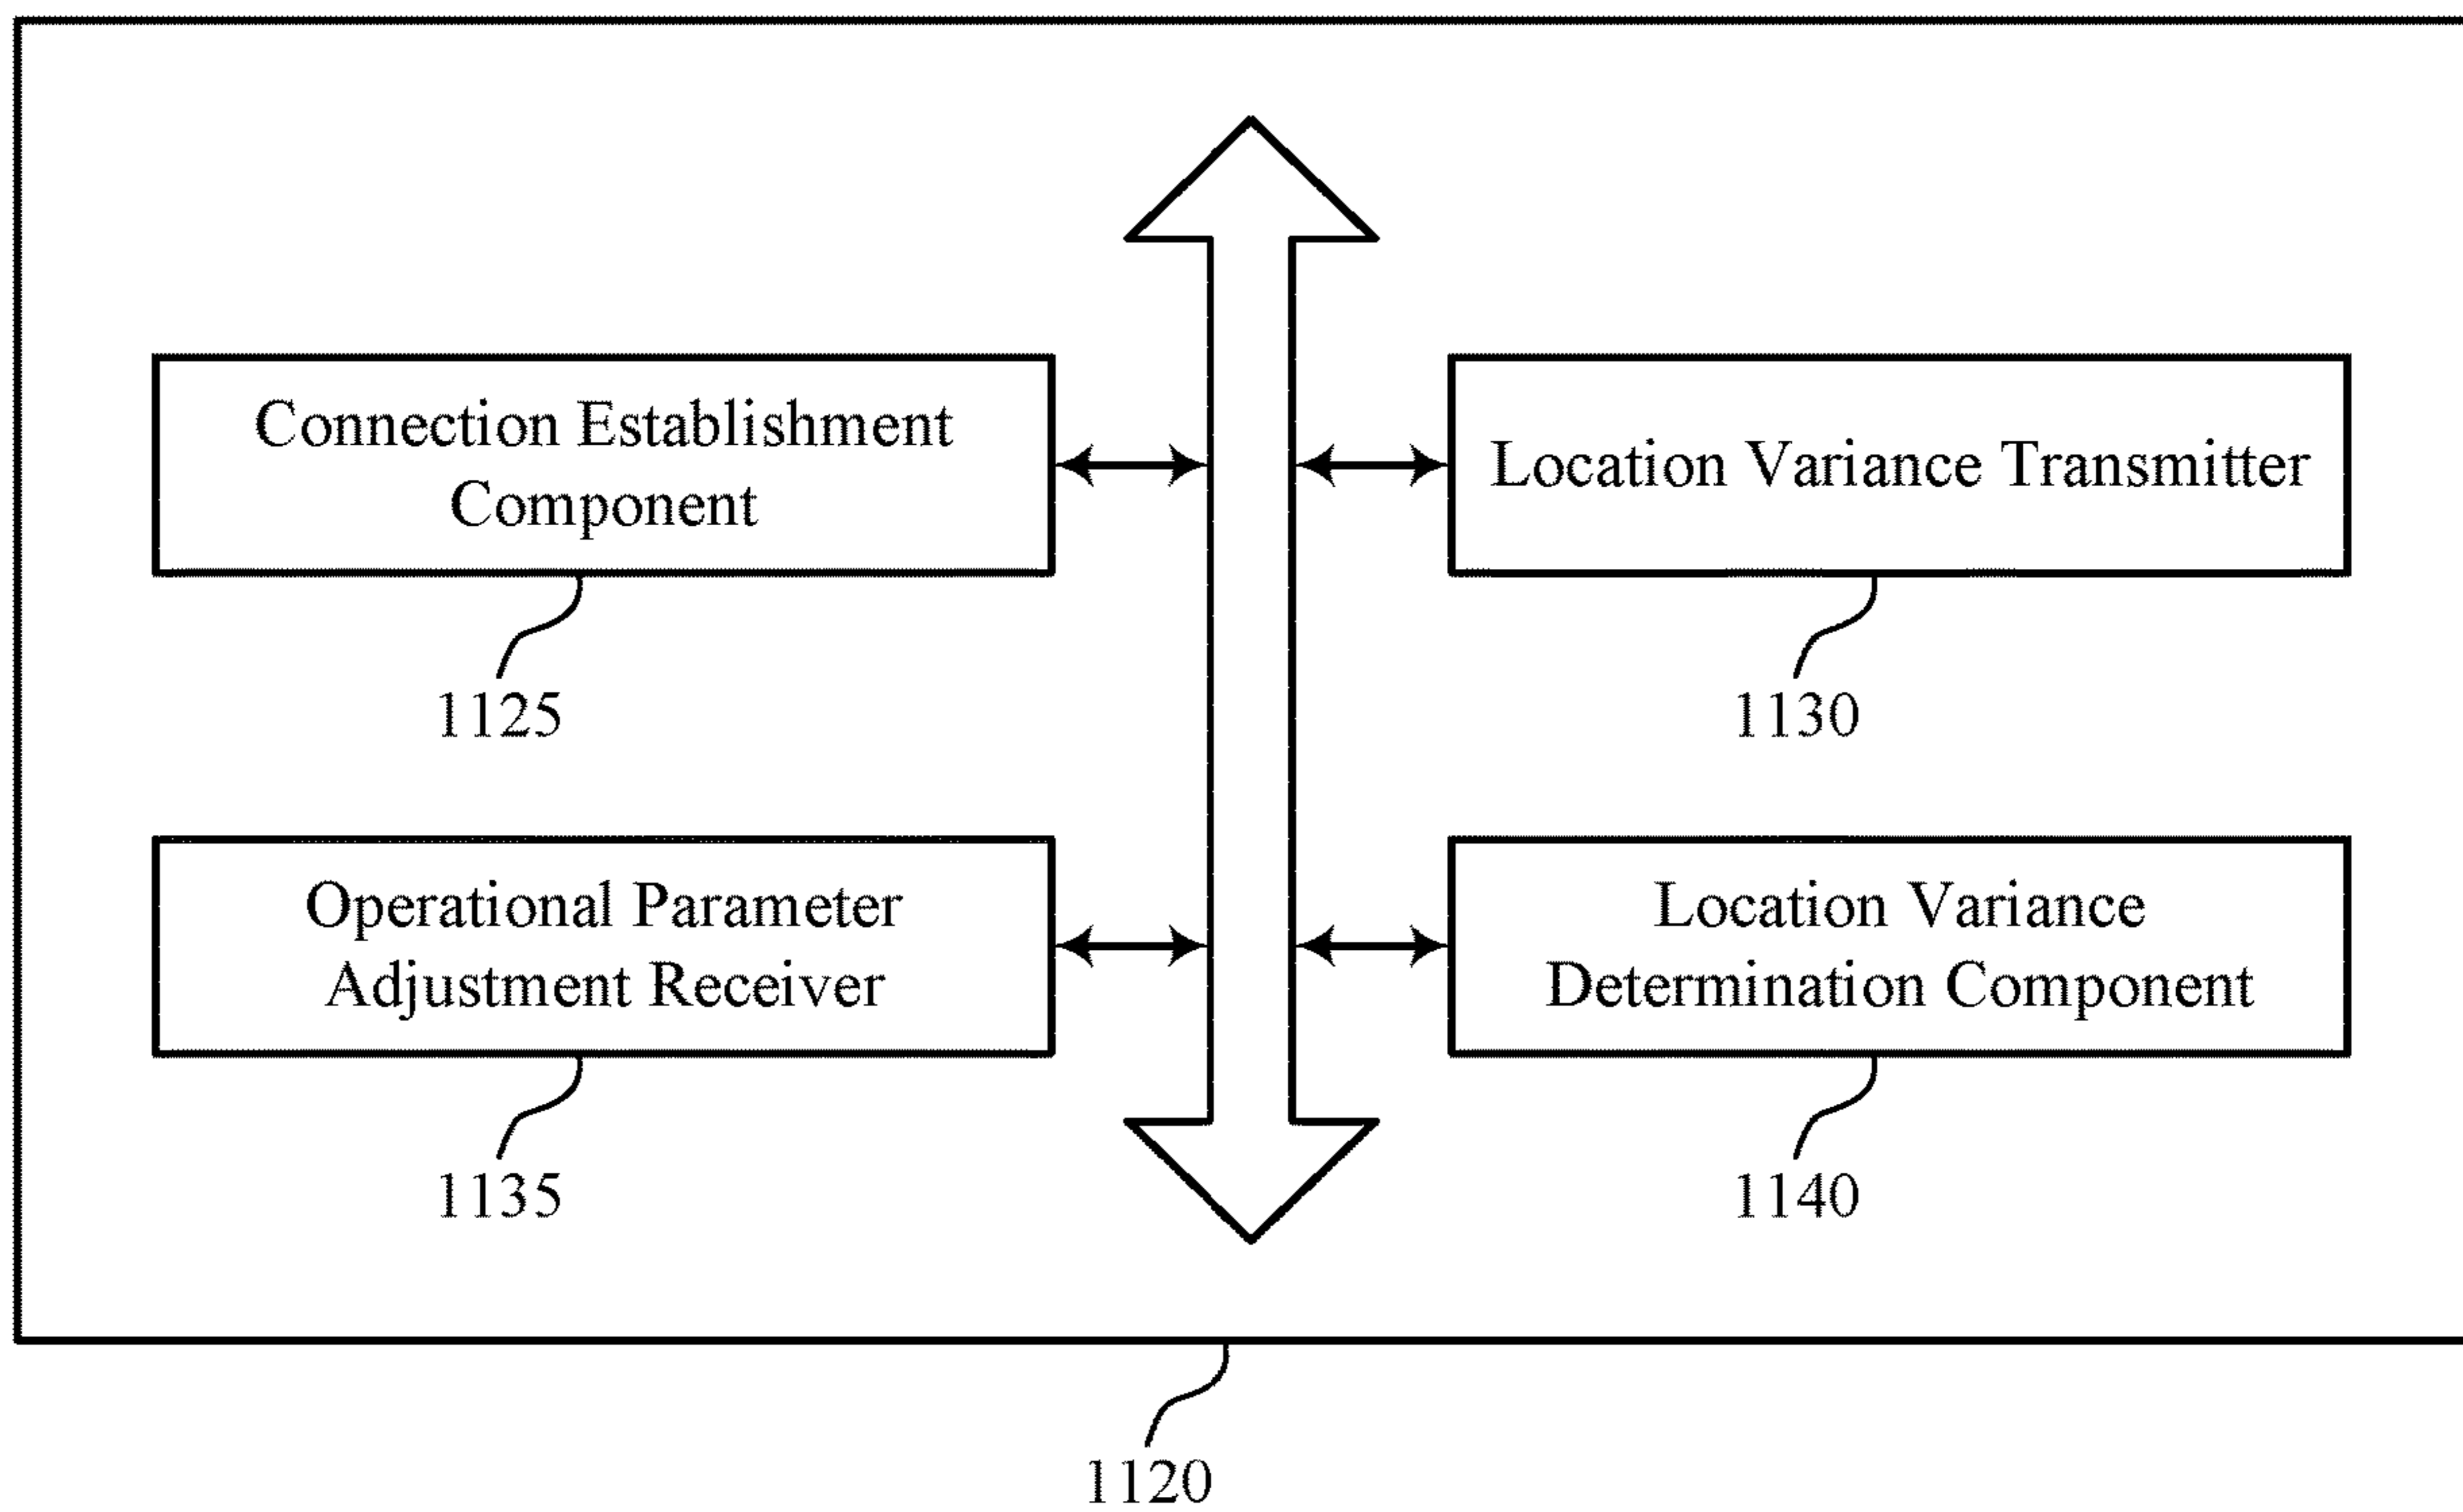 Connection Establishment
Component
1125
Location Variance Transmitter
1130
Operational Parameter
Adjustment Receiver
1135
Location Variance
Determination Component
1140
1120